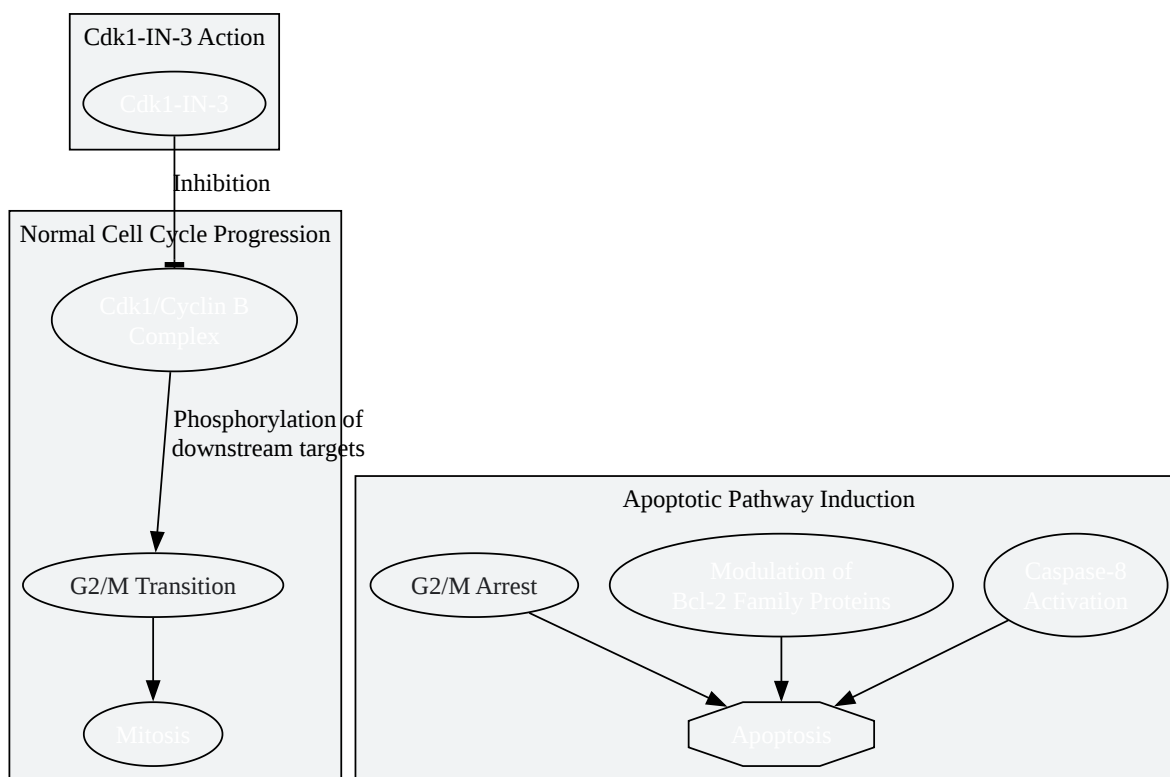 Cdk1-IN-3 Action
Cdk1-IN-3
Inhibition
Normal Cell Cycle Progression
Cdk1/Cyclin B
Complex
Phosphorylation of
downstream targets
G2/M Transition
Mitosis
Apoptotic Pathway Induction
G2/M Arrest
Modulation of
Bcl-2 Family Proteins
Caspase-8
Activation
Apoptosis